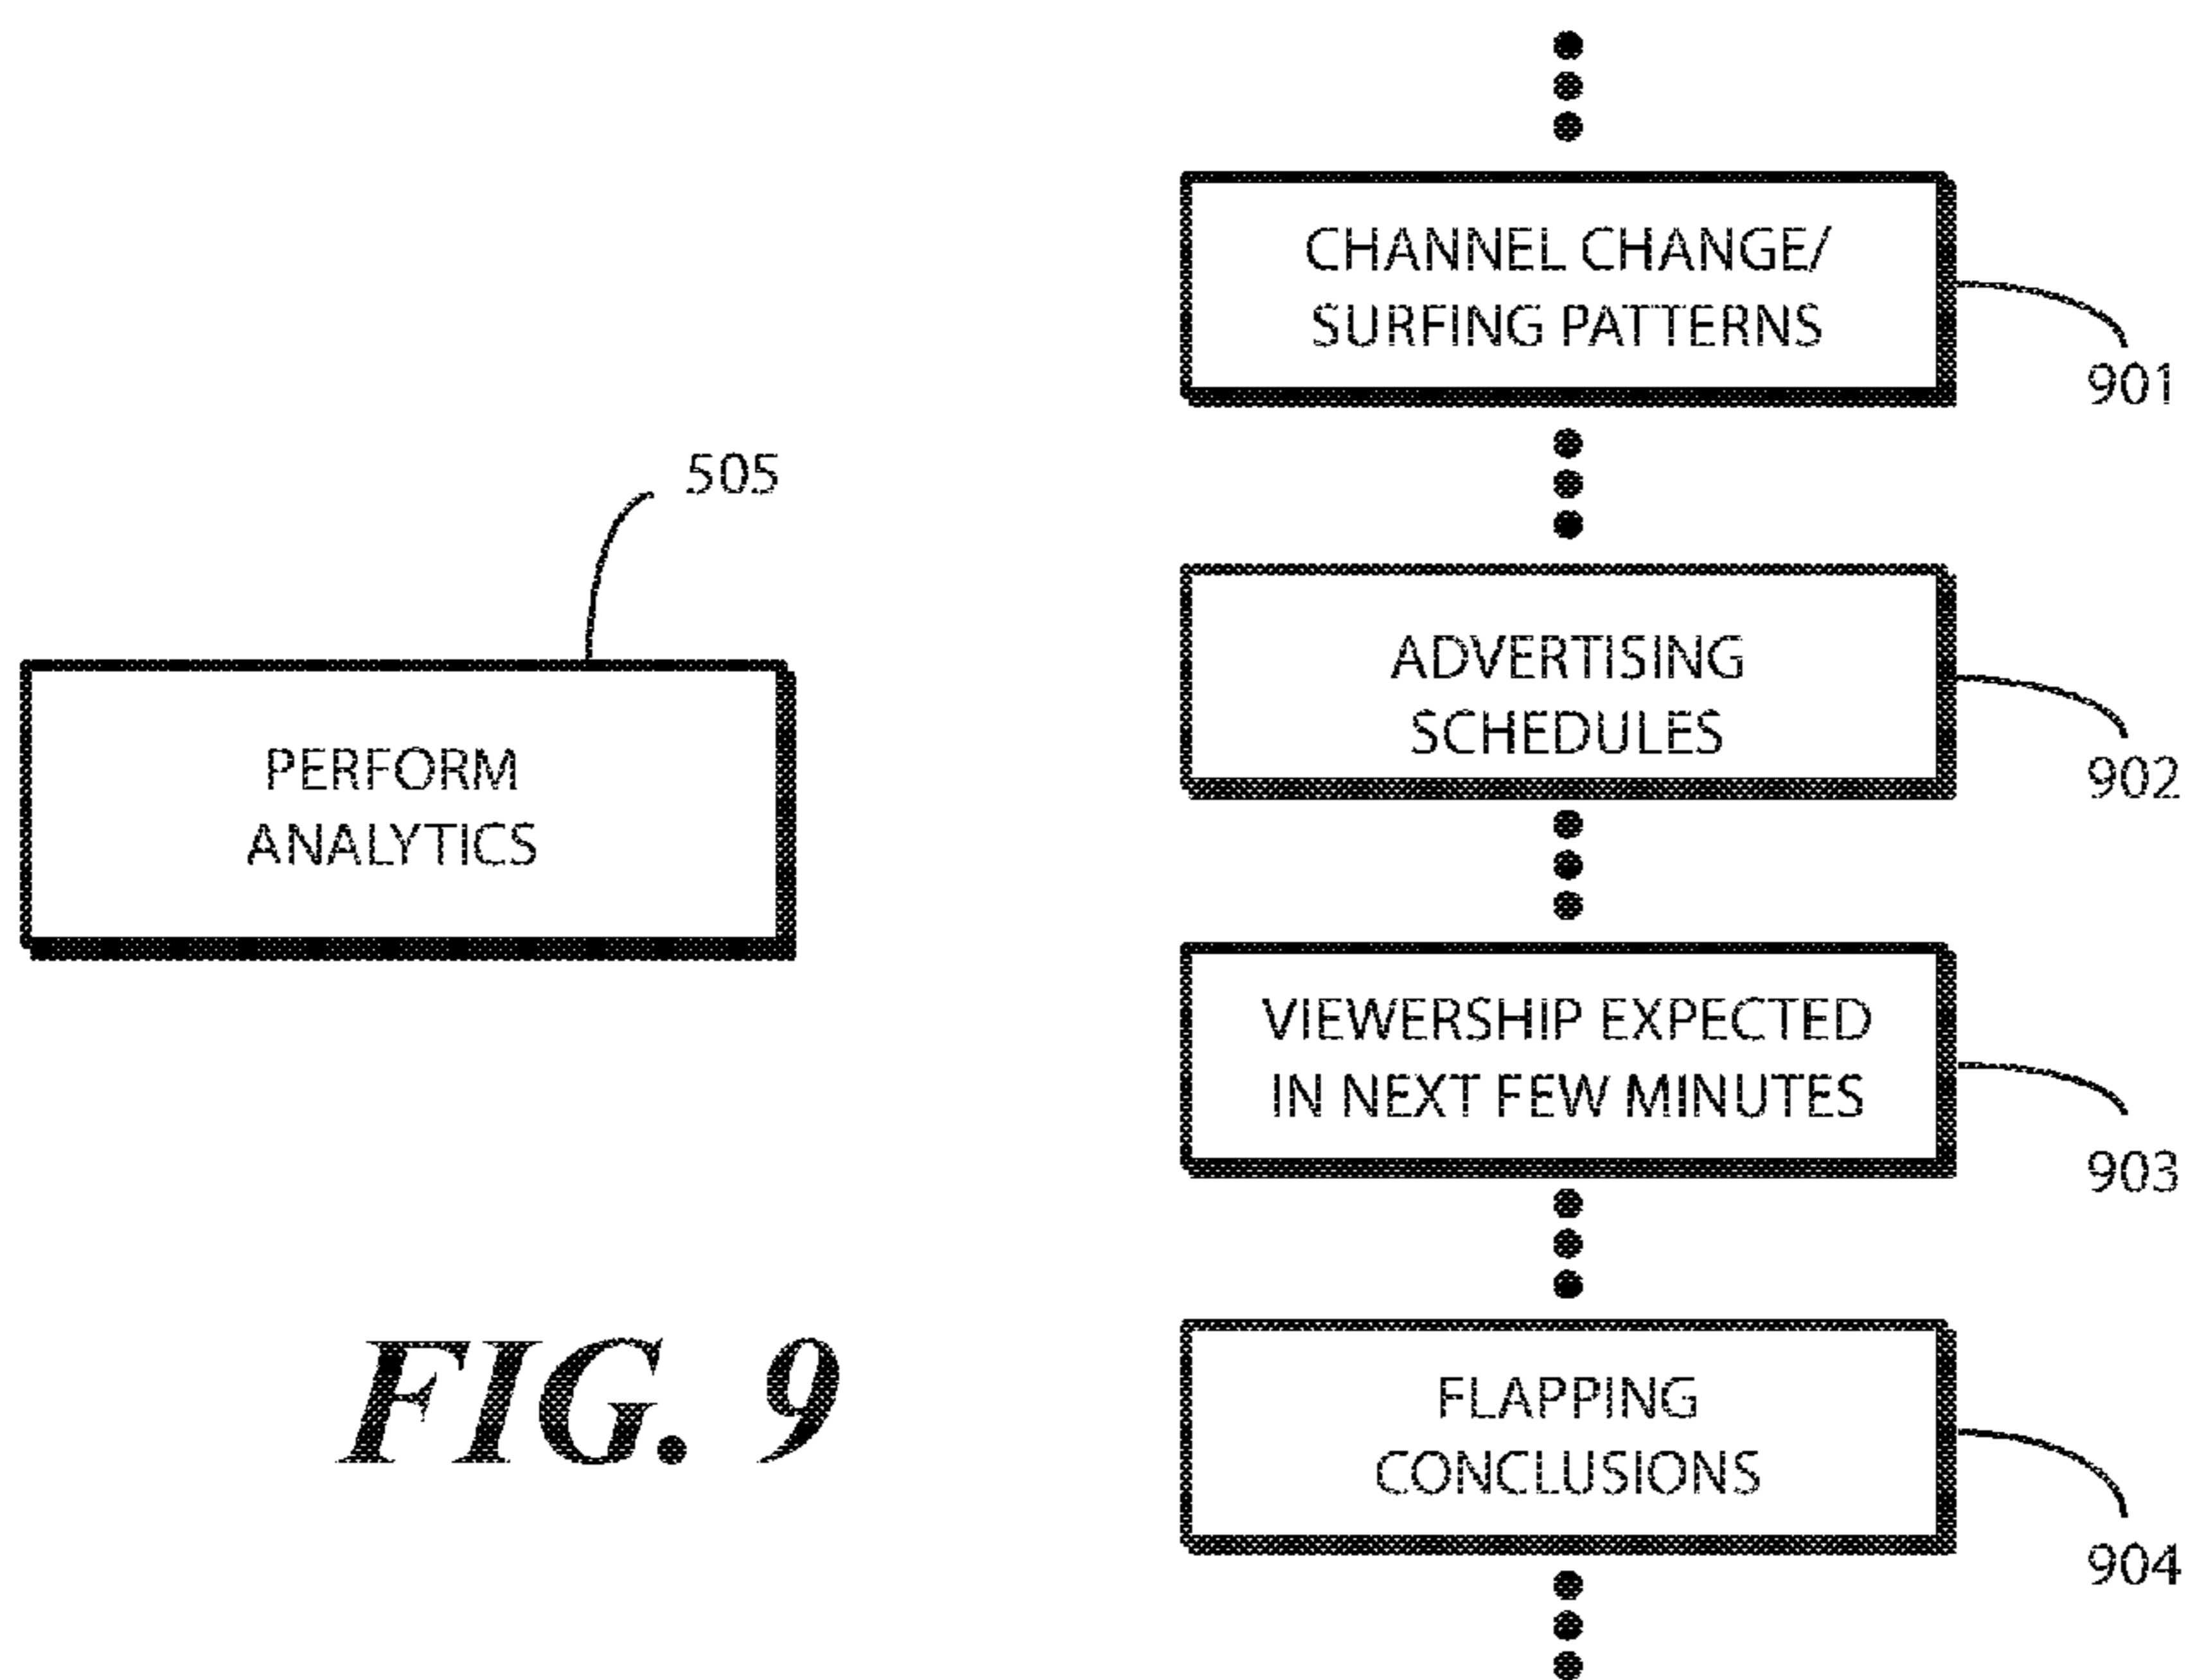 CHANNEL CHANGE/
SURFING PATTERNS
901
505
ADVERTISING
SCHEDULES
902
PERFORM
ANALYTICS
VIEWERSHIP EXPECTED
IN NEXT FEW MINUTES
903
FIG. 9
FLAPPING
CONCLUSIONS
904